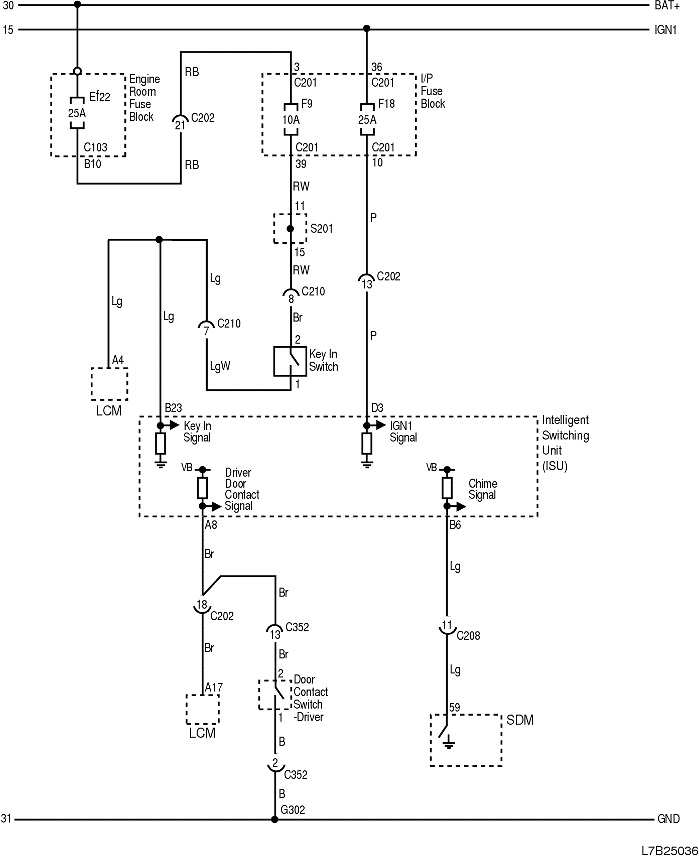 30
BAT+
15
IGN1
Engine
Room
Fuse
Block
Ef22
25A
C103
B10
RB
21
C202
RB
3
36
C201
C201
F9
10A
F18
25A
C201
C201
39
10
I/P
Fuse
Block
RW
11
S201
15
RW
8
C210
Br
2
Key In
Switch
1
P
13
C202
P
Lg
Lg
Lg
7
C210
LgW
A4
LCM
B23
D3
Key In
Signal
IGN1
Signal
Intelligent
Switching
Unit
(ISU)
VB
Driver
Door
Contact
Signal
VB
Chime
Signal
A8
B6
Br
Lg
18
C202
Br
13
C352
Br
11
C208
Br
A17
LCM
2
Door
Contact
Switch
-Driver
1
Lg
59
SDM
B
2
C352
B
G302
31
GND
L7B25036